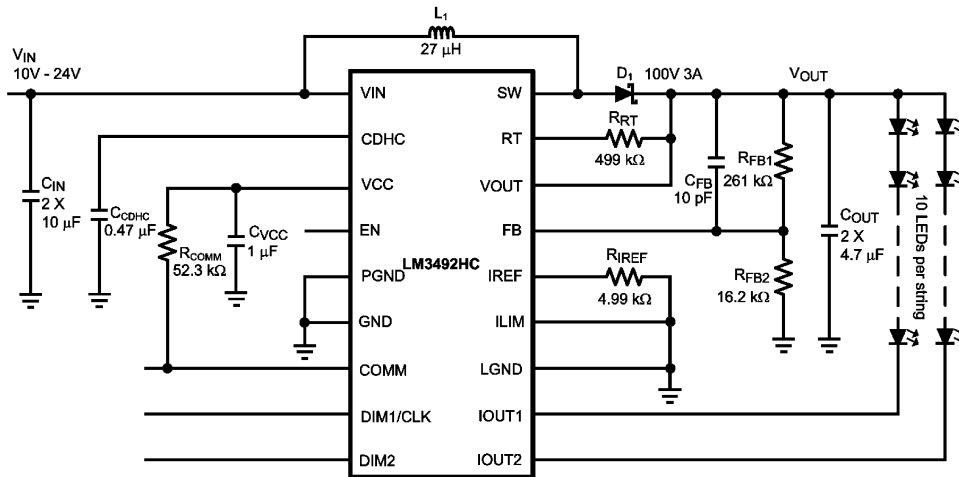 L1
27 µH
VIN
10V - 24V
D1
100V 3A
VOUT
VIN
SW
CDHC
RT
RRT
499 kΩ
VCC
VOUT
CFB
10 pF
RFB1
261 kΩ
CIN
2 X
10 µF
CCDHC
0.47 µF
RCOMM
52.3 kΩ
CVCC
1 µF
EN
FB
COUT
2 X
4.7 µF
10 LEDs per string
LM3492HC
PGND
IREF
RIREF
4.99 kΩ
RFB2
16.2 kΩ
GND
ILIM
COMM
LGND
DIM1/CLK
IOUT1
DIM2
IOUT2